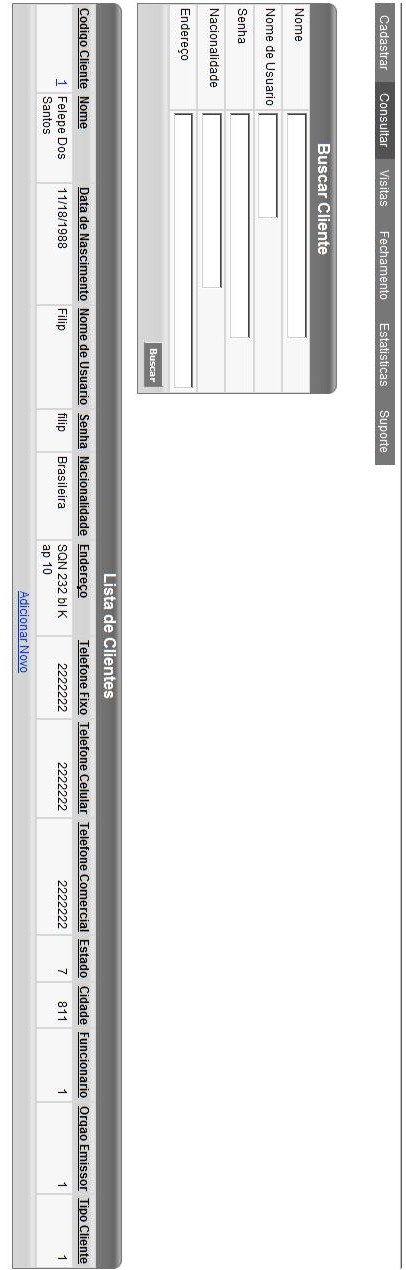 Cadastrar Consultar Visitas Fechamento Estatisticas Suporte
Buscar Cliente
Nome
Nome de Usuario
Senha
Nacionalidade
Endereço
Buscar
Lista de Clientes
Codigo Cliente Nome Data de Nascimento Nome de Usuario Senha Nacionalidade Endereço Telefone Fixo Telefone Celular Telefone Comercial Estado Cidade Funcionario Orgao Emissor Tipo Cliente
1 Felepe Dos 11/18/1988 Filip filip Brasileira SQN 232 bl K 2222222 2222222 2222222 7 811 1 1 1
Santos ap 10
Adicionar Novo